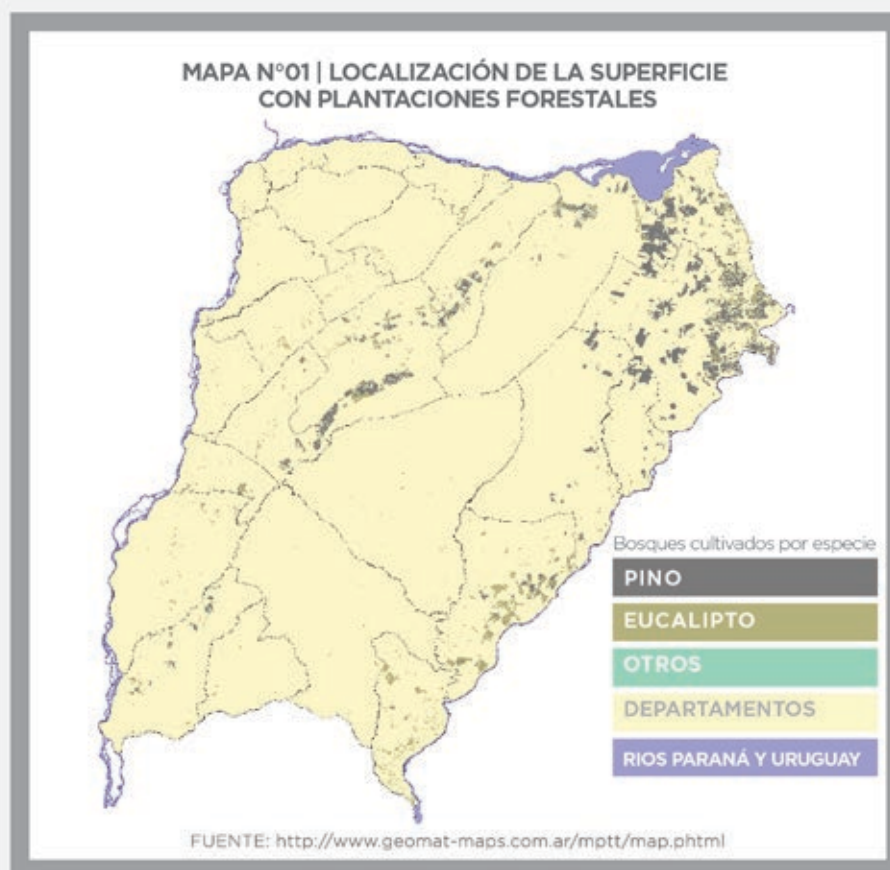 MAPA N°01 | LOCALIZACIÓN DE LA SUPERFICIE
CON PLANTACIONES FORESTALES
Bosques cultivados por especie
PINO
EUCALIPTO
OTROS
DEPARTAMENTOS
RIOS PARANÁ Y URUGUAY
FUENTE: http://www.geomat-maps.com.ar/mptt/map.phtml